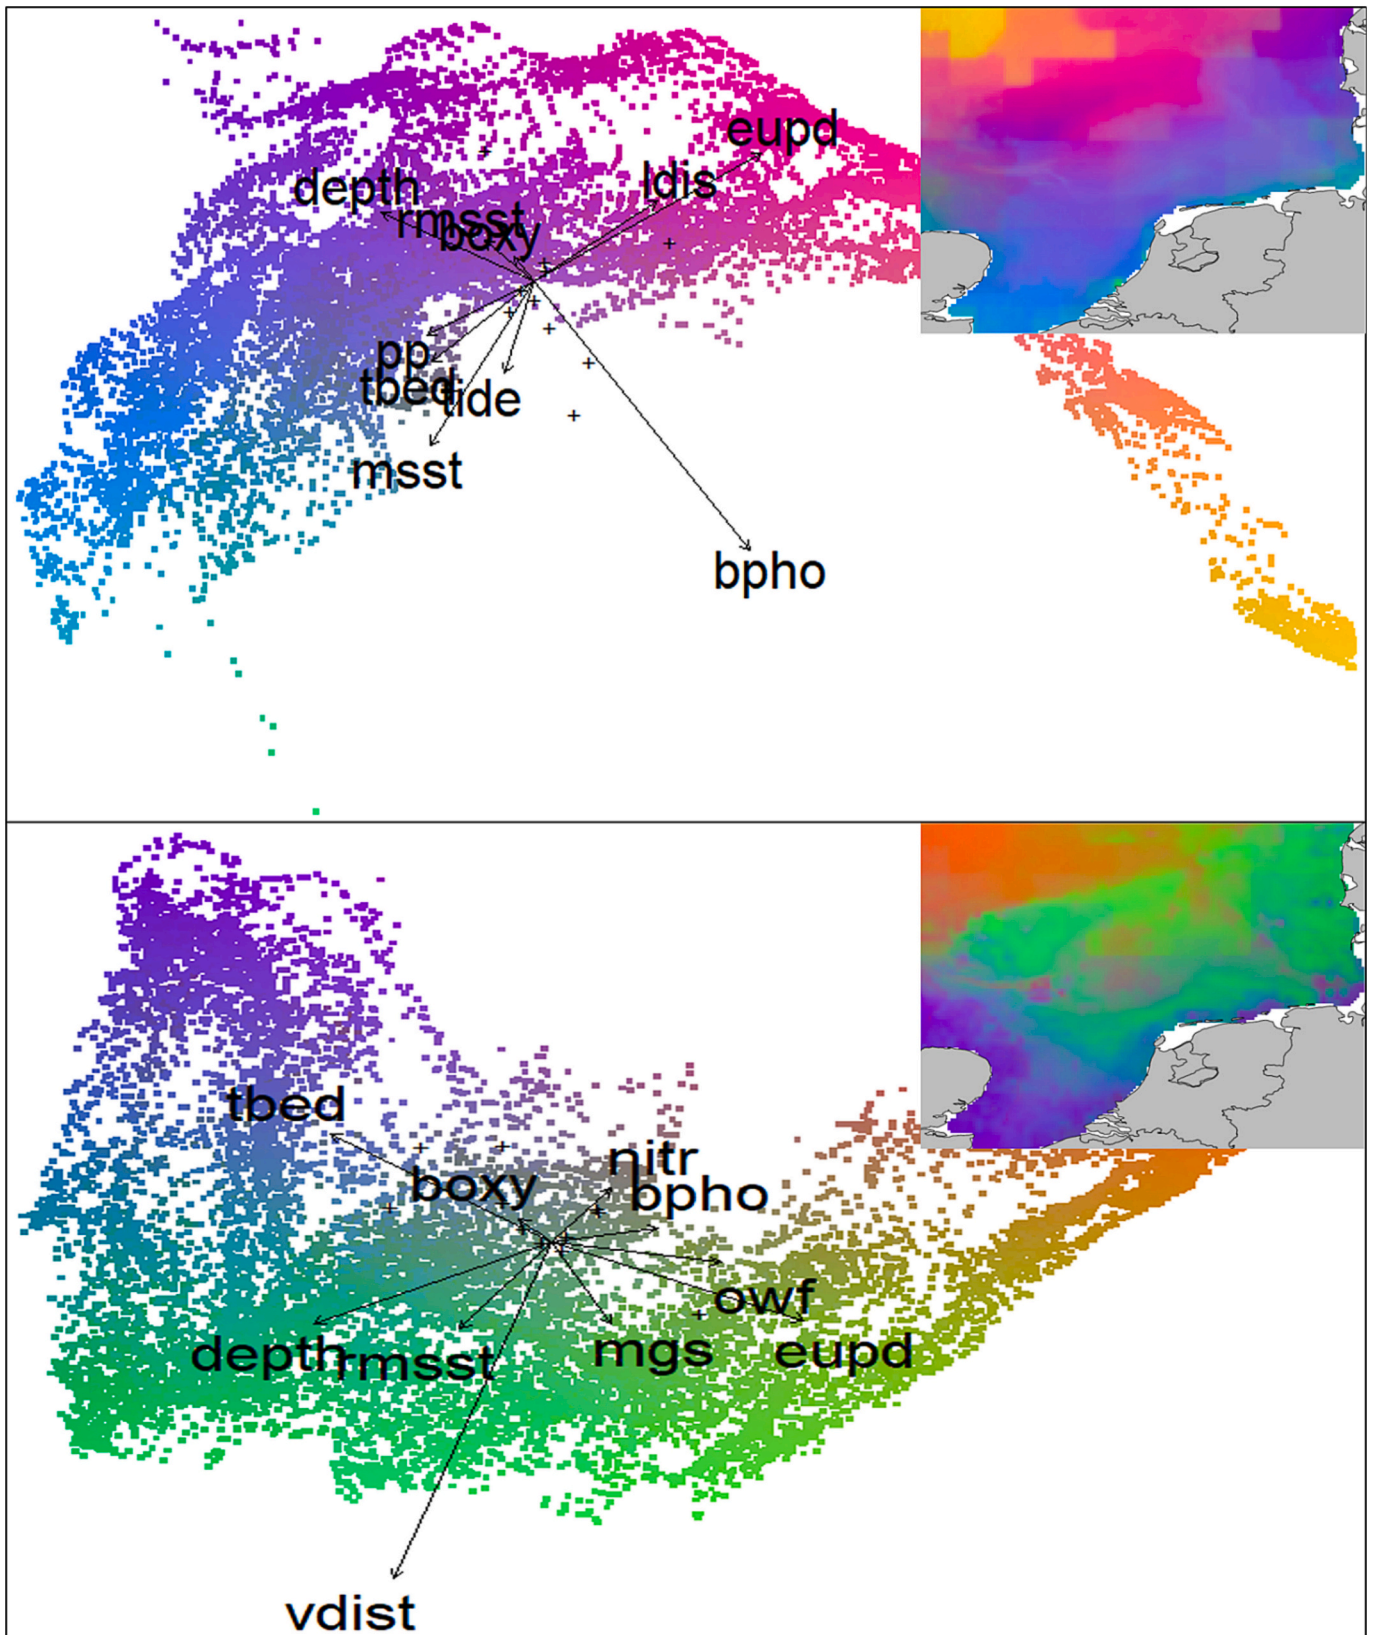 eupd
ldis
depth
rmsst
boxy
pp
tbed
tide
msst
bpho
tbed
nitr
boxy
bpho
owf
depth
rmsst
mgs
eupd
vdist